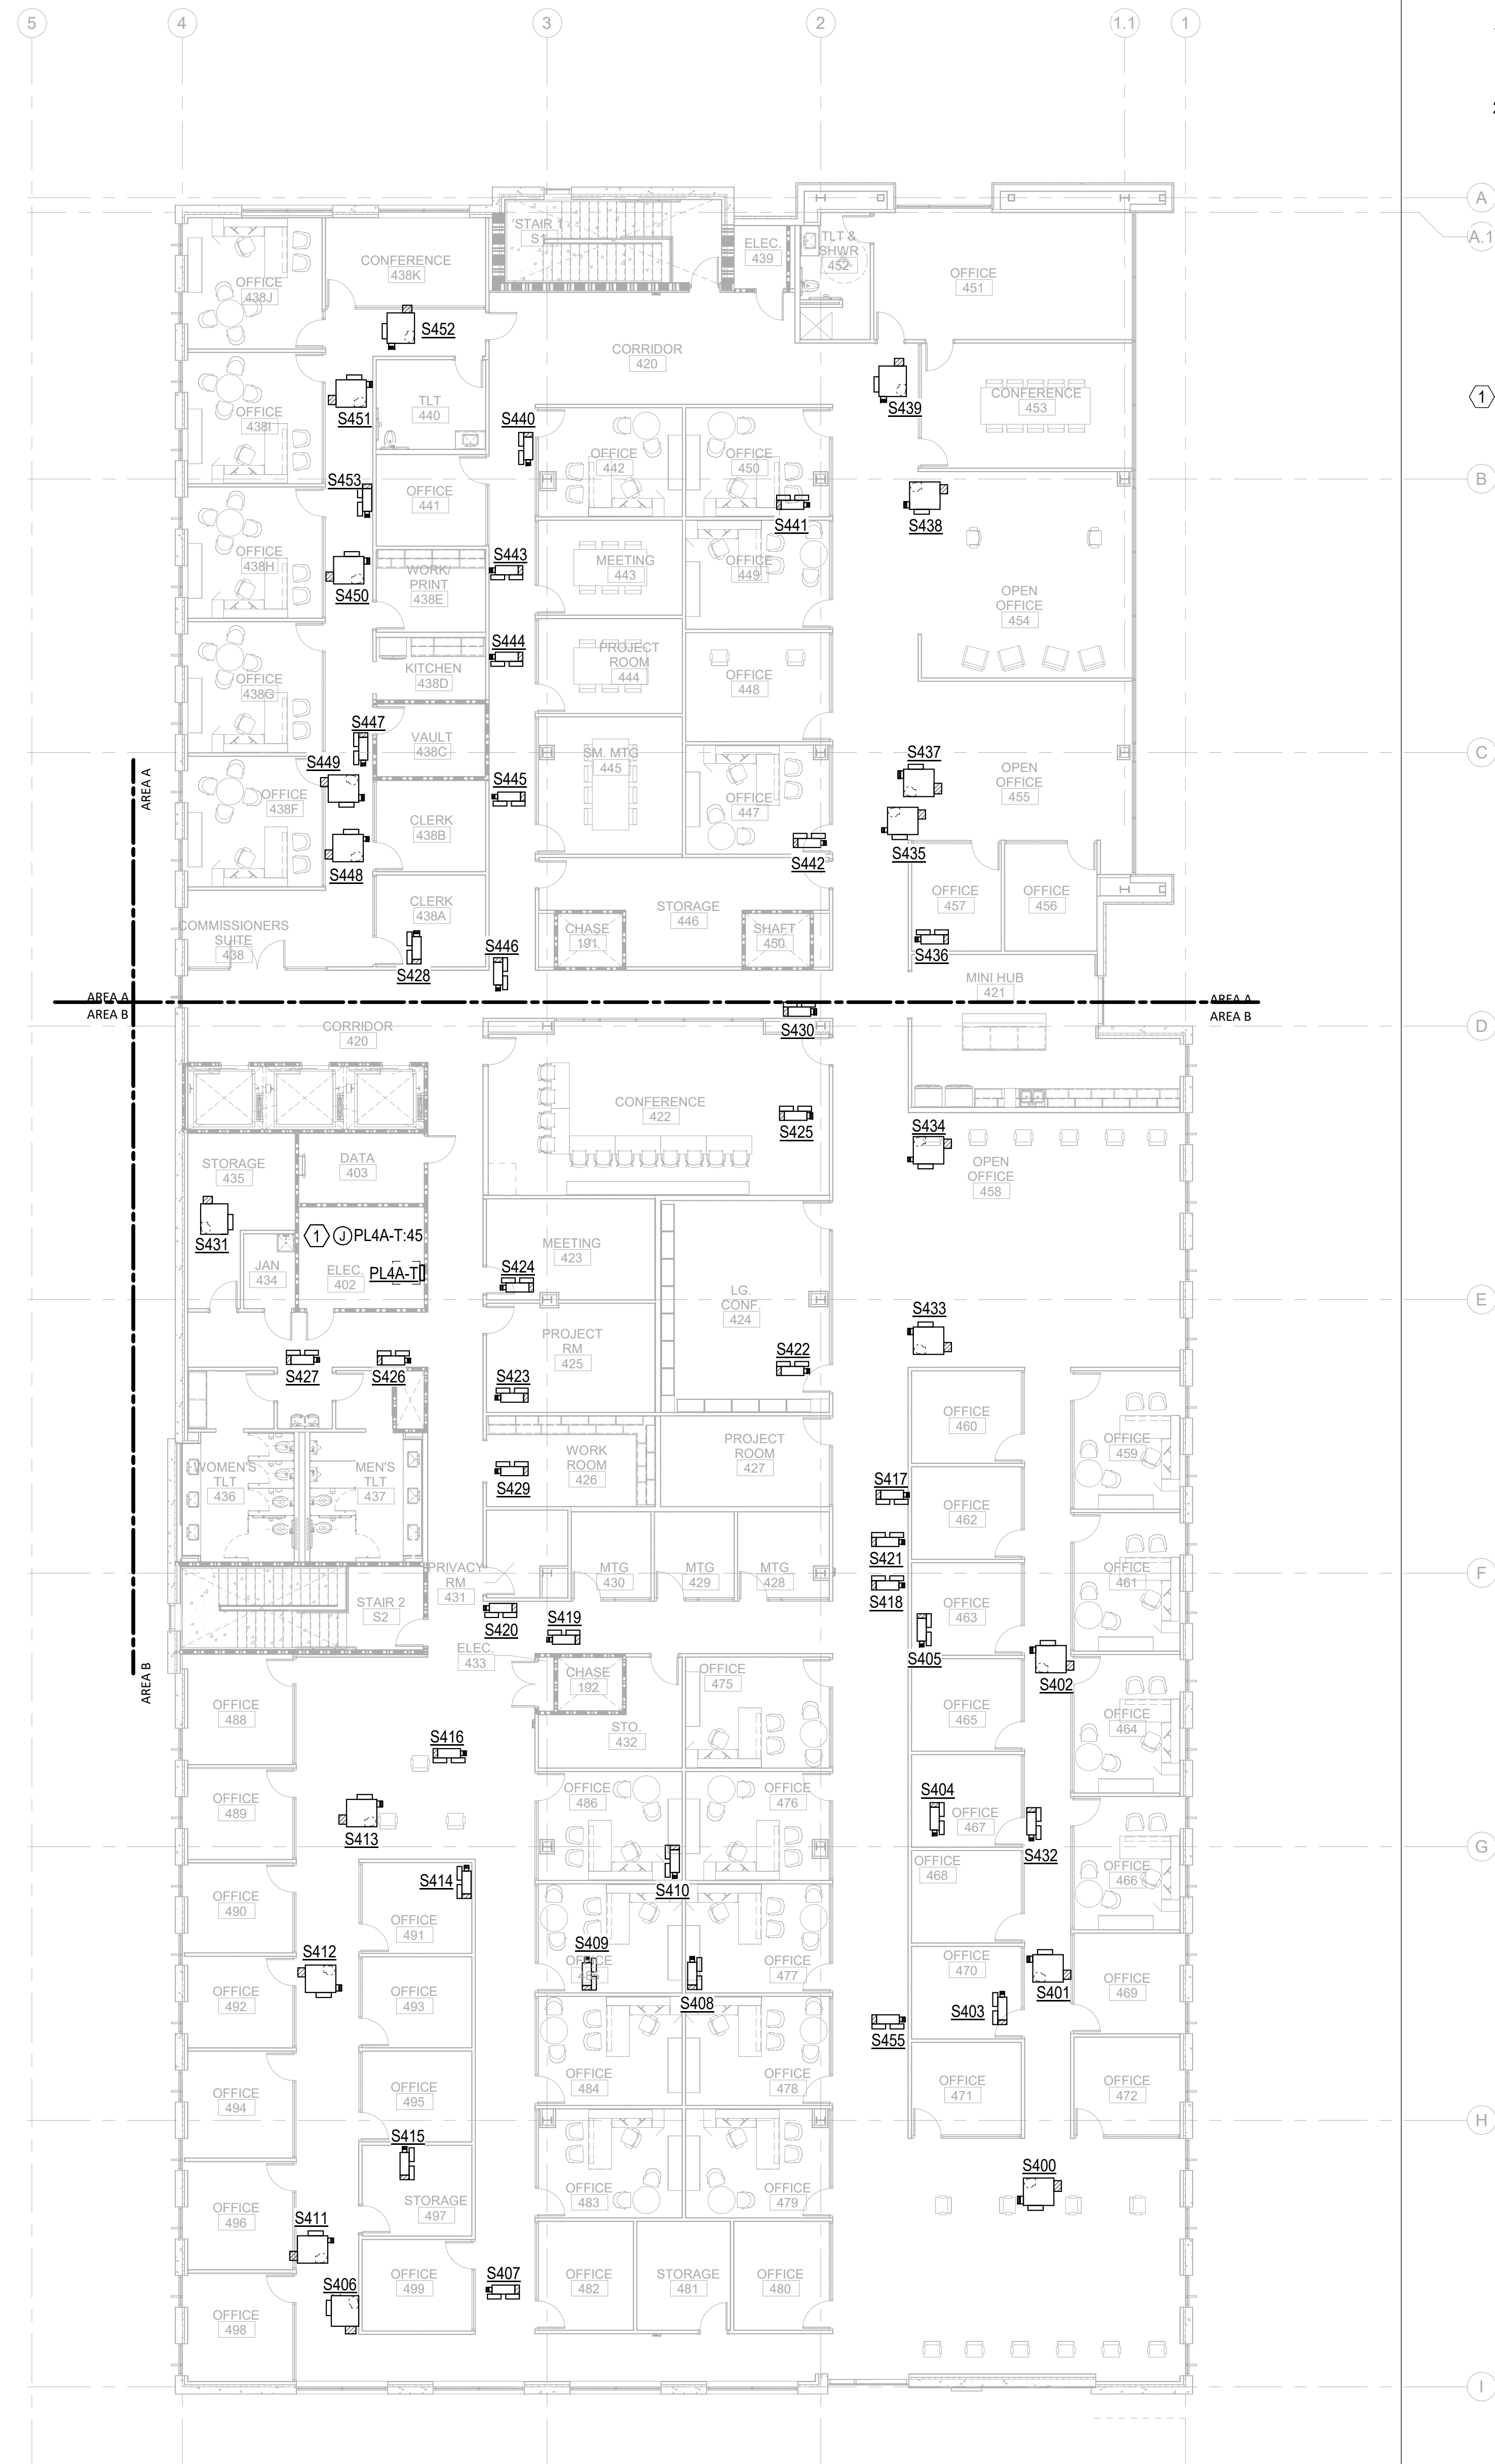 5
4
3
2
1.1
1
A
A.1
STAIR 1
S1
ELEC.
439
TLT &
SHWR
452
CONFERENCE
438K
OFFICE
438J
OFFICE
451
S452
CORRIDOR
420
S451
TLT
440
S439
CONFERENCE
453
1
OFFICE
438I
S440
OFFICE
442
OFFICE
450
B
S453
OFFICE
441
S441
S438
OFFICE
438H
S450
WORK/
PRINT
438E
S443
MEETING
443
OFFICE
449
OPEN
OFFICE
454
S444
PROJECT
ROOM
444
OFFICE
448
KITCHEN
438D
OFFICE
438G
S447
VAULT
438C
SM. MTG
445
S437
C
AREA A
S449
OFFICE
438F
S445
OFFICE
447
OPEN
OFFICE
455
CLERK
438B
S448
S442
S435
CLERK
438A
OFFICE
457
OFFICE
456
STORAGE
446
COMMISSIONERS
SUITE
438
CHASE
191
SHAFT
450
S428
S446
S436
MINI HUB
421
AREA A
AREA B
AREA A
AREA B
CORRIDOR
420
S430
D
CONFERENCE
422
S425
S434
STORAGE
435
DATA
403
OPEN
OFFICE
458
S431
1
J
PL4A-T:45
JAN
434
ELEC.
402
PL4A-T
MEETING
423
S424
LG.
CONF.
424
E
S433
PROJECT
RM
425
S427
S426
S423
S422
OFFICE
460
OFFICE
459
WOMEN'S
TLT
436
MEN'S
TLT
437
WORK
ROOM
426
PROJECT
ROOM
427
S429
S417
OFFICE
462
S421
PRIVACY
RM
431
MTG
430
MTG
429
MTG
428
OFFICE
461
F
STAIR 2
S2
S418
OFFICE
463
S420
S419
S405
S402
ELEC.
433
AREA B
CHASE
192
OFFICE
475
OFFICE
488
STO.
432
OFFICE
465
OFFICE
464
S416
OFFICE
489
S413
OFFICE
486
OFFICE
476
S404
OFFICE
467
S432
G
OFFICE
468
OFFICE
466
S414
S410
OFFICE
490
OFFICE
491
S412
S409
OFFICE
OFFICE
477
OFFICE
470
OFFICE
492
OFFICE
493
S408
S403
S401
OFFICE
469
S455
OFFICE
484
OFFICE
478
OFFICE
494
OFFICE
495
OFFICE
471
OFFICE
472
H
S415
OFFICE
483
OFFICE
479
S400
OFFICE
496
STORAGE
497
S411
S406
OFFICE
499
S407
OFFICE
482
STORAGE
481
OFFICE
480
OFFICE
498
I